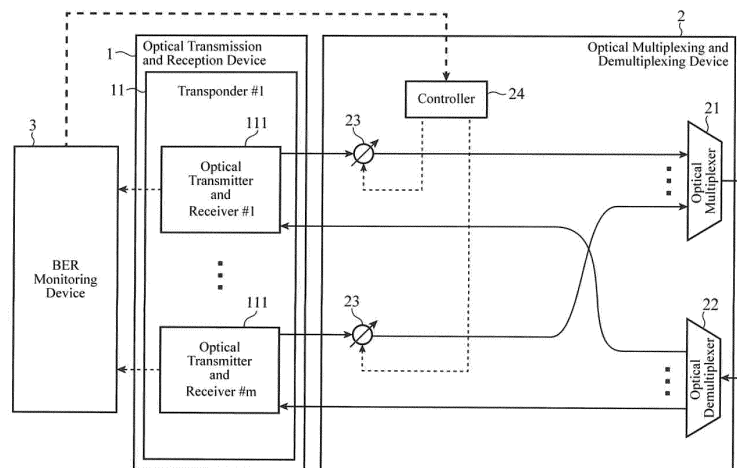 2
1
Optical Transmission
and Reception Device
Optical Multiplexing and
Demultiplexing Device
11
Transponder #1
Controller
24
21
3
111
23
Optical
Transmitter
and
Receiver #1
Optical
Multiplexer
BER
Monitoring
Device
111
23
22
Optical
Transmitter
and
Receiver #m
Optical
Demultiplexer